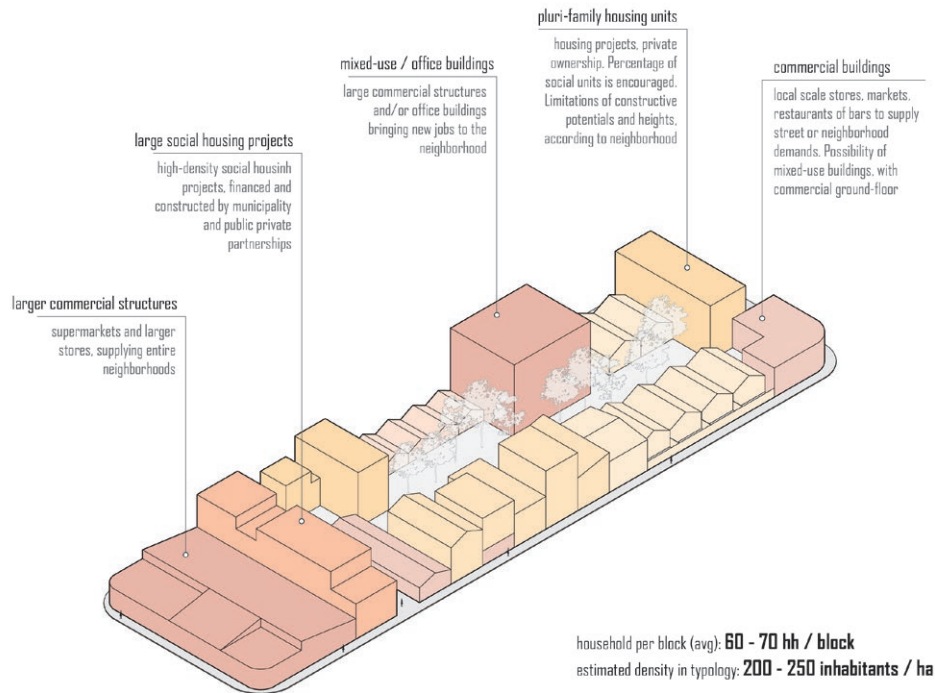 pluri-family housing units
housing projects, private
ownership. Percentage of
social units is encouraged.
Limitations of constructive
potentials and heights,
according to neighborhood
mixed-use / office buildings
large commercial structures
and/or office buildings
bringing new jobs to the
neighborhood
commercial buildings
local scale stores, markets,
restaurants of bars to supply
street or neighborhood
demands. Possibility of
mixed-use buildings, with
commercial ground-floor
large social housing projects
high-density social housinh
projects, financed and
constructed by municipality
and public private
partnerships
larger commercial structures
supermarkets and larger
stores, supplying entire
neighborhoods
household per block (avg): 60 - 70 hh / block
estimated density in typology: 200 - 250 inhabitants / ha